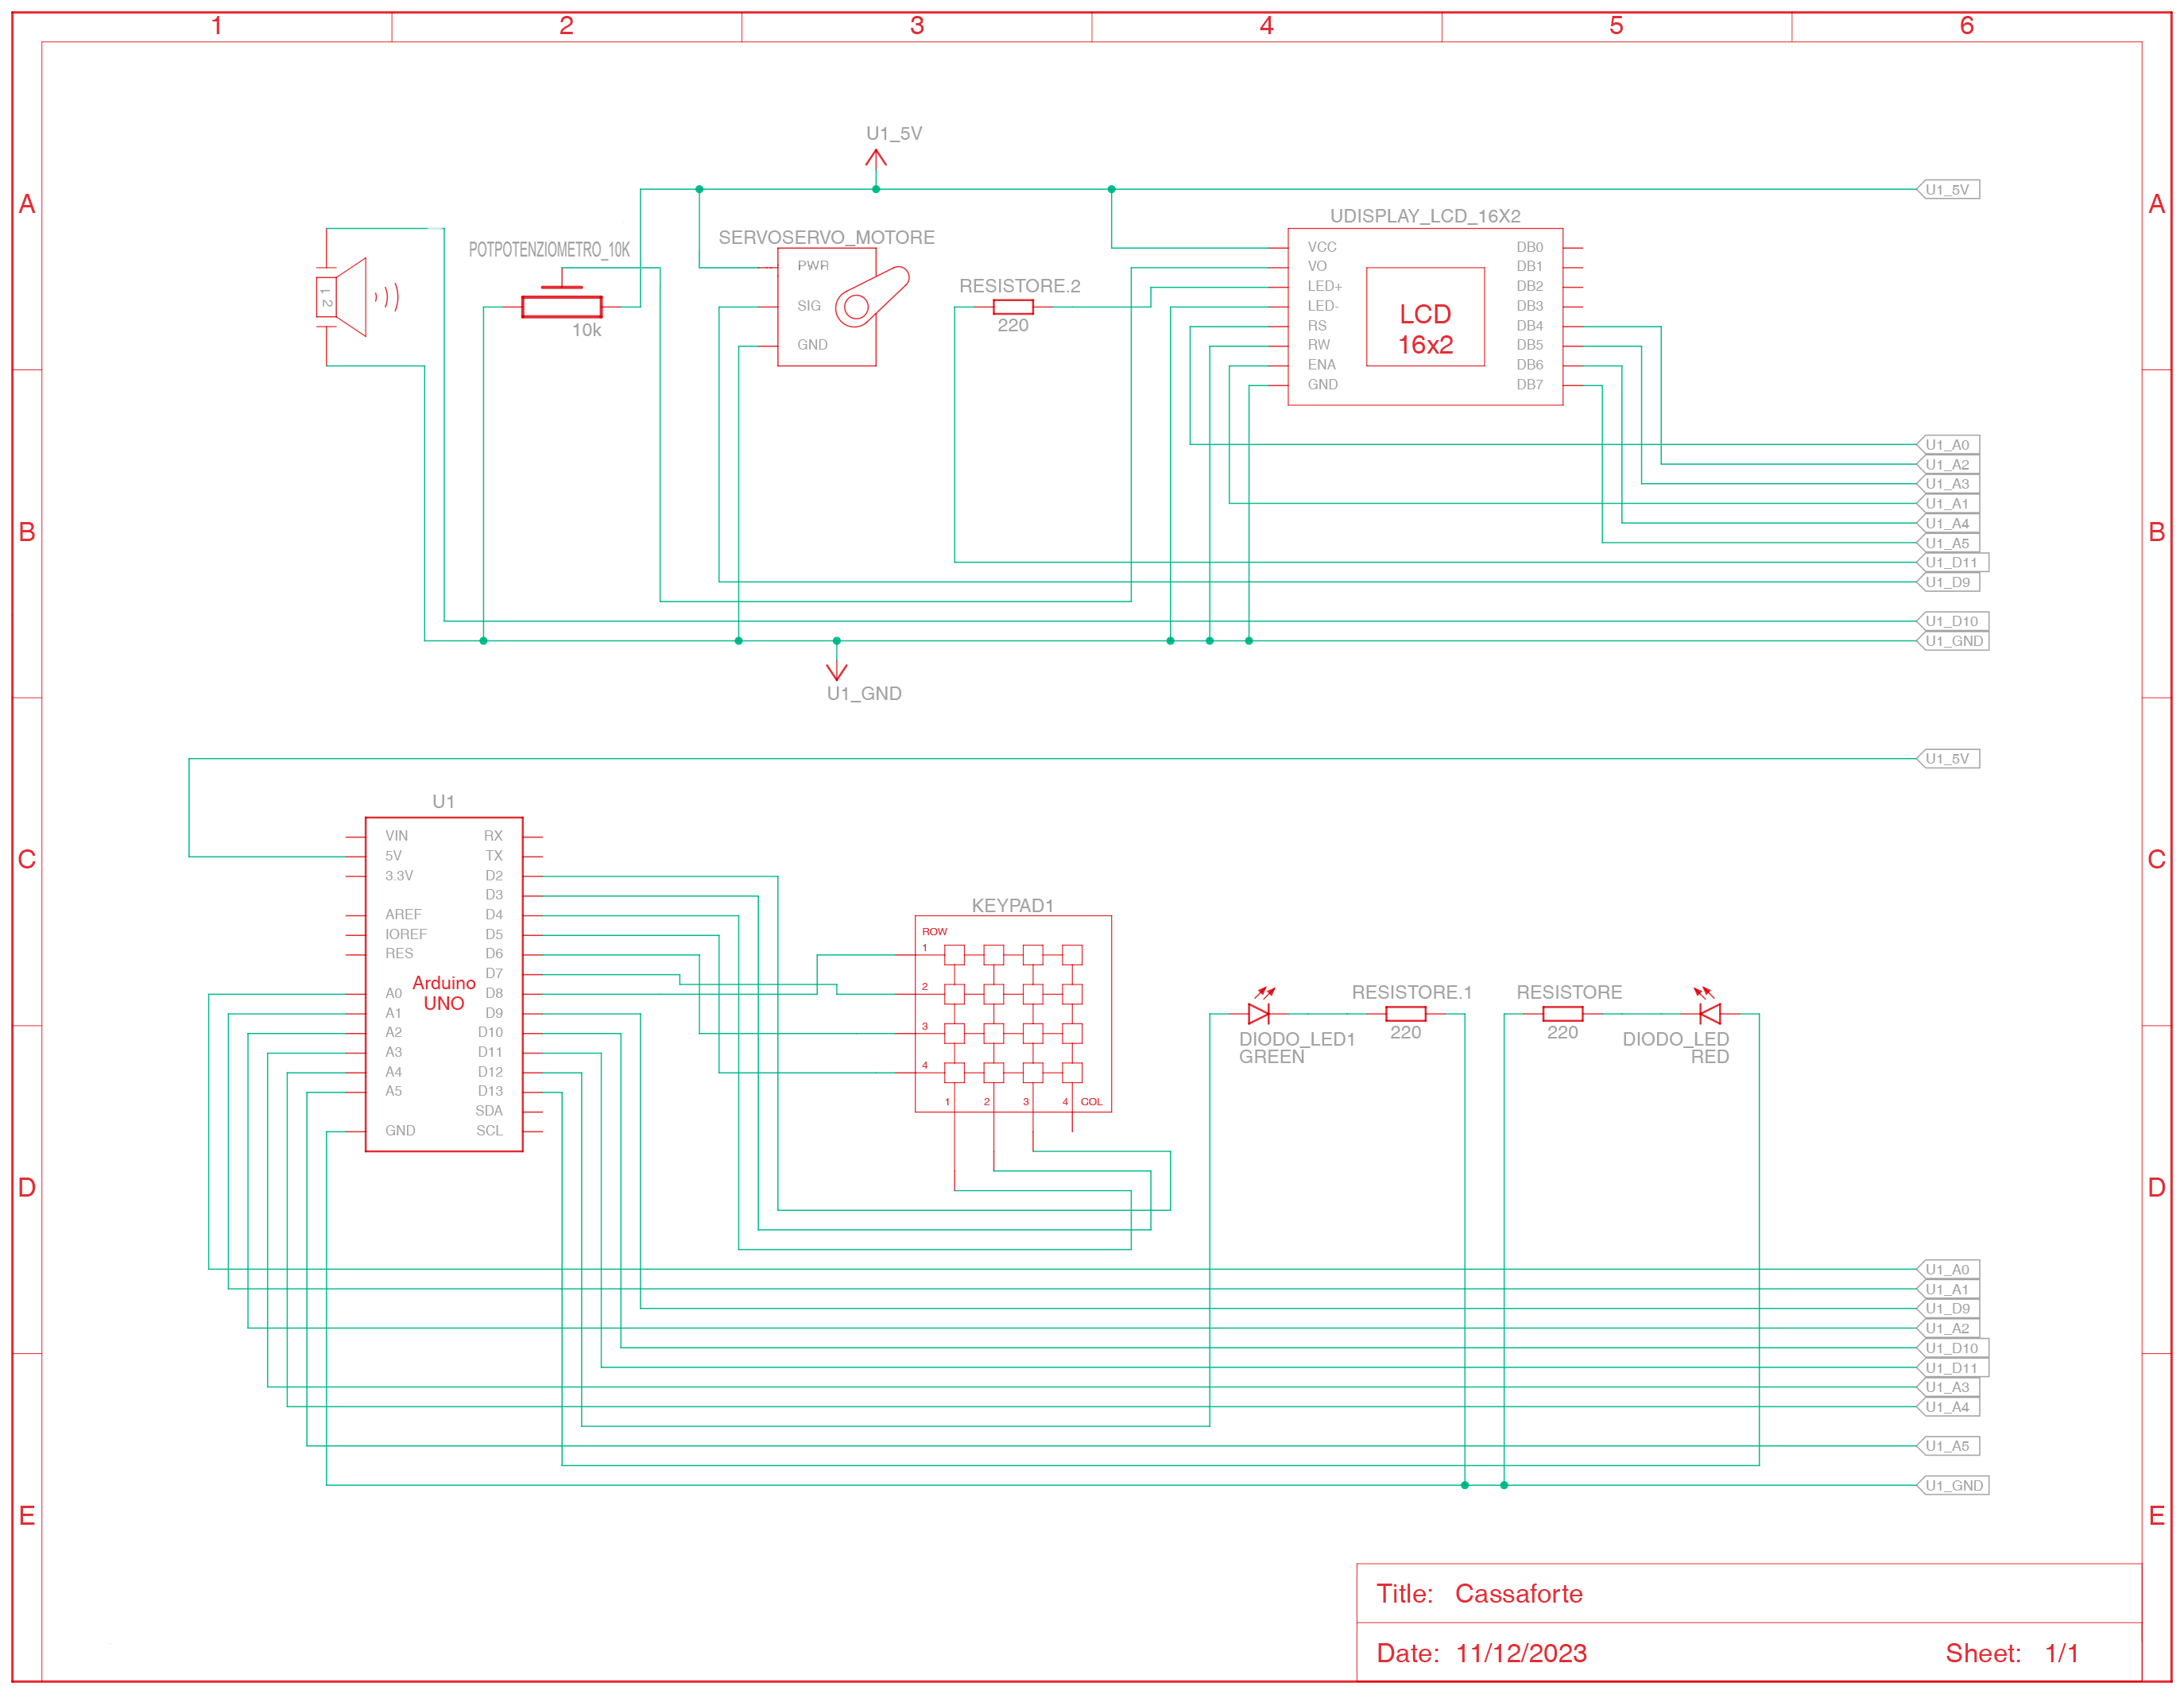 1 2 3 4 5 6
A A
B B
C C
D D
E E
U1_5V
U1_5V
1 2
POTPOTENZIOMETRO_10K
10k
SERVOSERVO_MOTORE
PWR
SIG
GND
RESISTORE.2
220
UDISPLAY_LCD_16X2
VCC DB0
VO DB1
LED+ DB2
LED- DB3
RS DB4
RW DB5
ENA DB6
GND DB7
LCD
16x2
U1_A0
U1_A2
U1_A3
U1_A1
U1_A4
U1_A5
U1_D11
U1_D9
U1_D10
U1_GND
U1_GND
U1_5V
U1
VIN RX
5V TX
3.3V D2
D3
AREF D4
IOREF D5
RES D6
D7
A0 D8
A1 D9
A2 D10
A3 D11
A4 D12
A5 D13
SDA
GND SCL
Arduino
UNO
KEYPAD1
ROW
1
2
3
4
1 2 3 4 COL
DIODO_LED1
GREEN
RESISTORE.1
220
RESISTORE
220
DIODO_LED
RED
U1_A0
U1_A1
U1_D9
U1_A2
U1_D10
U1_D11
U1_A3
U1_A4
U1_A5
U1_GND
Title: Cassaforte
Date: 11/12/2023 Sheet: 1/1